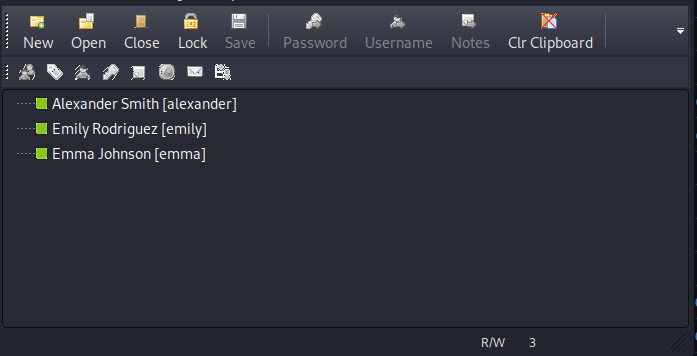 New Open Close Lock Save Password Username Notes Clr Clipboard
Alexander Smith [alexander]
Emily Rodriguez [emily]
Emma Johnson [emma]
R/W 3